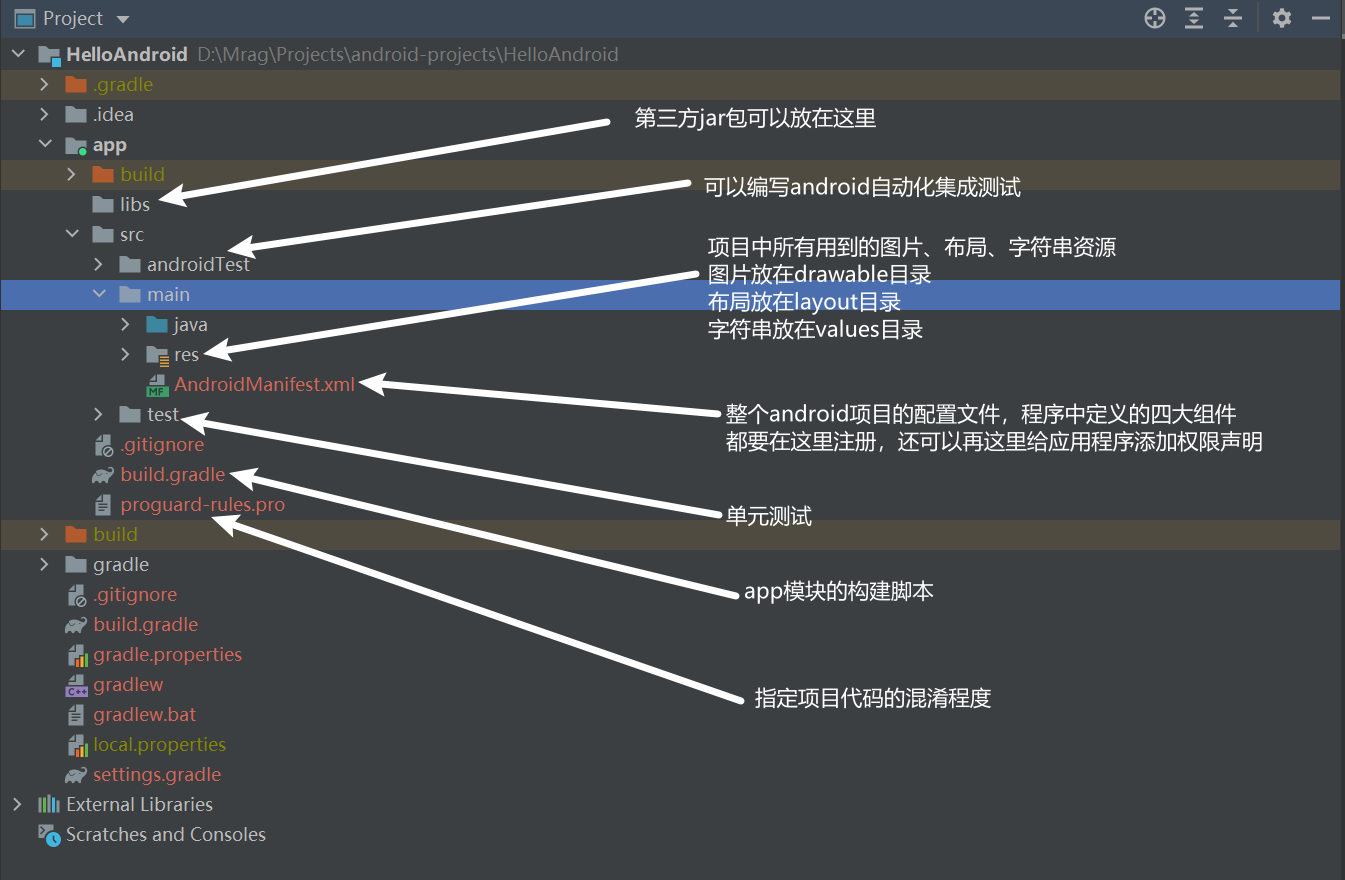 Project
HelloAndroid D:\Mrag\Projects\android-projects\HelloAndroid
.gradle
.idea
第三方jar包可以放在这里
app
build
可以编写android自动化集成测试
libs
src
项目中所有用到的图片、布局、字符串资源
androidTest
图片放在drawable目录
main
布局放在layout目录
java
字符串放在values目录
res
AndroidManifest.xml
整个android项目的配置文件，程序中定义的四大组件
test
都要在这里注册，还可以再这里给应用程序添加权限声明
.gitignore
build.gradle
proguard-rules.pro
单元测试
build
gradle
app模块的构建脚本
.gitignore
build.gradle
gradle.properties
C++
gradlew
指定项目代码的混淆程度
gradlew.bat
local.properties
settings.gradle
External Libraries
Scratches and Consoles
MF